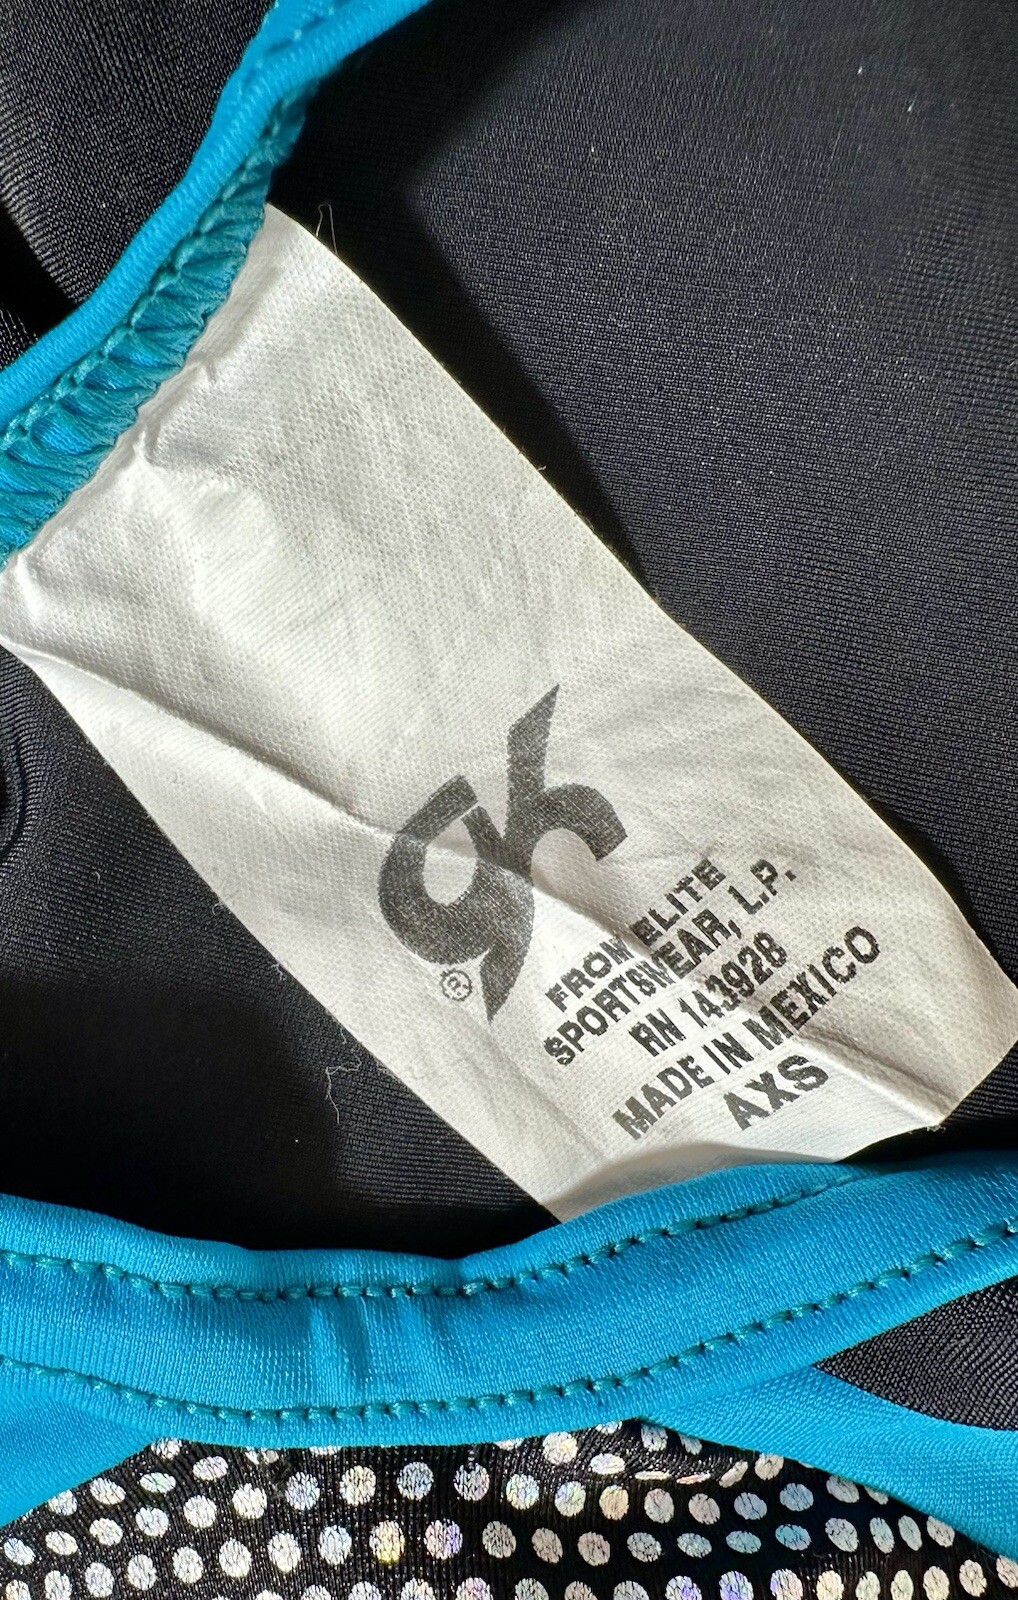 GK
®
FROM ELITE
SPORTSWEAR, L.P.
RN 143928
MADE IN MEXICO
AXS